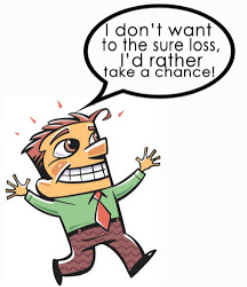 I don't want
to the sure loss,
I'd rather
take a chance!